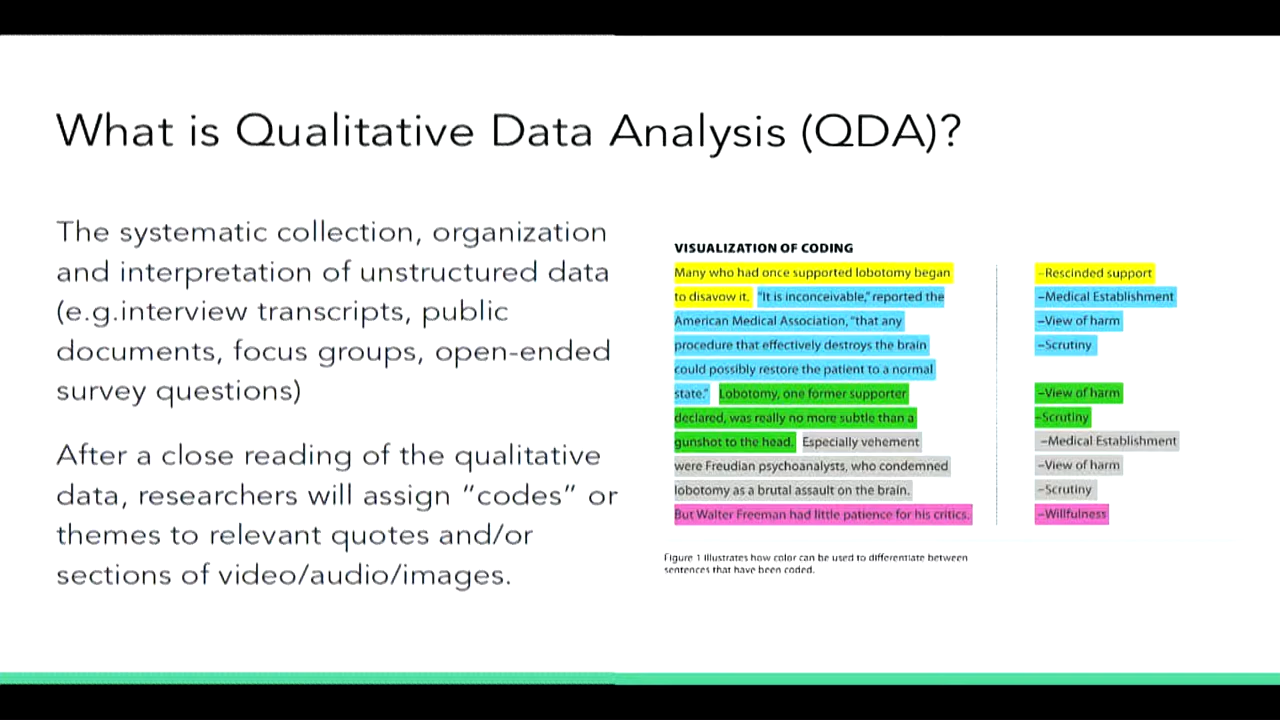 What is Qualitative Data Analysis (QDA)?
The systematic collection, organization
and interpretation of unstructured data
(e.g.interview transcripts, public
documents, focus groups, open-ended
survey questions)
After a close reading of the qualitative
data, researchers will assign "codes" or
themes to relevant quotes and/or
sections of video/audio/images.
VISUALIZATION OF CODING
Many who had once supported lobotomy began
to disavow it. "It is inconceivable," reported the
American Medical Association, "that any
procedure that effectively destroys the brain
could possibly restore the patient to a normal
state." Lobotomy, one former supporter
declared, was really no more subtle than a
gunshot to the head. Especially vehement
were Freudian psychoanalysts, who condemned
lobotomy as a brutal assault on the brain.
But Walter Freeman had little patience for his critics.
–Rescinded support
–Medical Establishment
–View of harm
–Scrutiny
–View of harm
–Scrutiny
–Medical Establishment
–View of harm
–Scrutiny
–Willfulness
Figure 1 Illustrates how color can be used to differentiate between
sentences that have been coded.